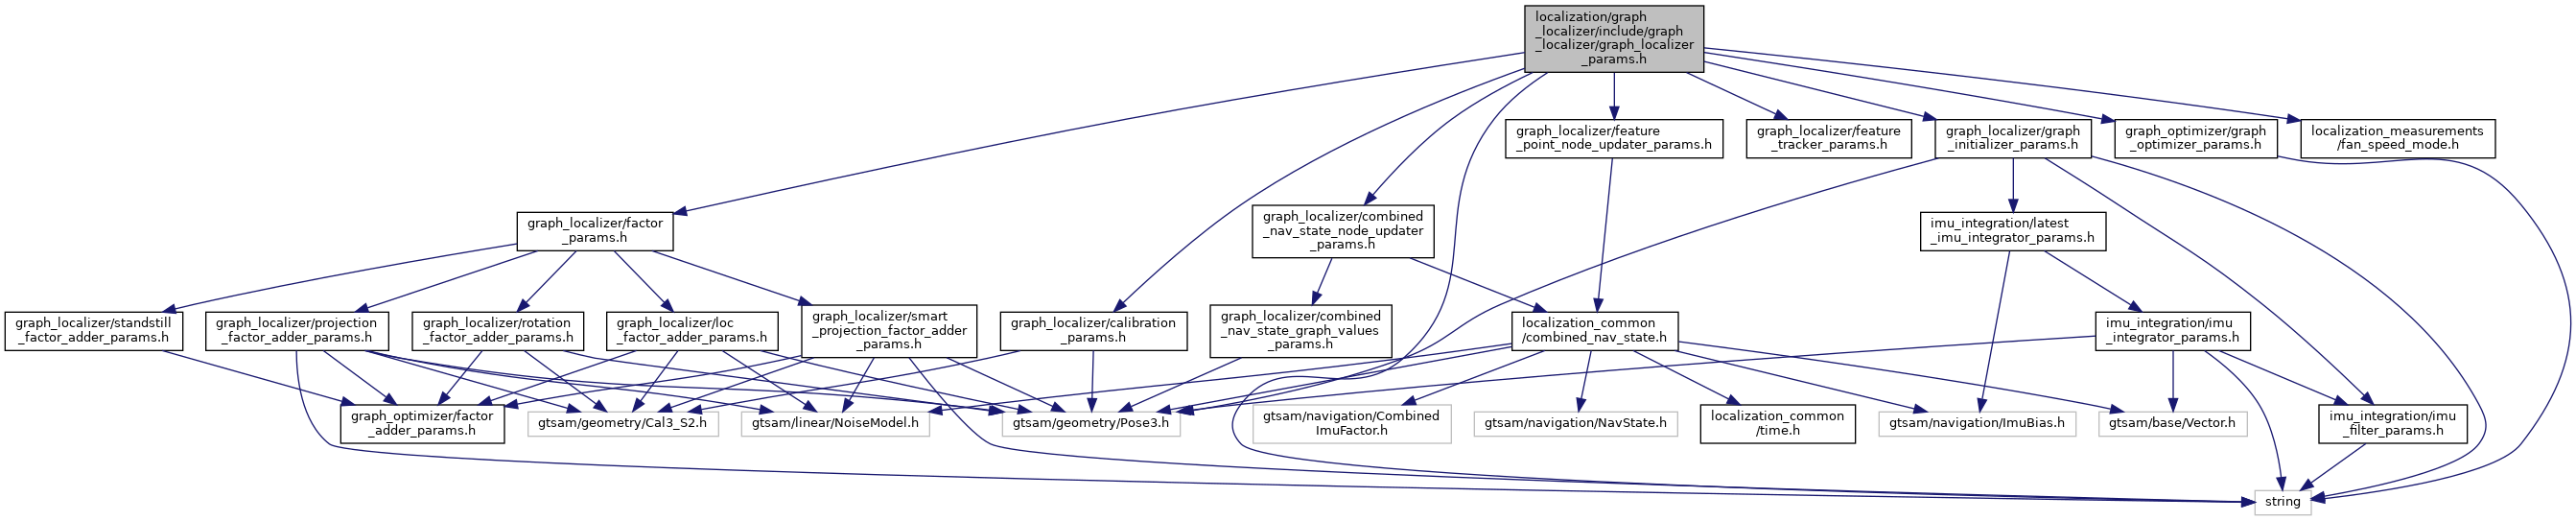 localization/graph
_localizer/include/graph
_localizer/graph_localizer
_params.h
graph_localizer/feature
_point_node_updater_params.h
graph_localizer/feature
_tracker_params.h
graph_localizer/graph
_initializer_params.h
graph_optimizer/graph
_optimizer_params.h
localization_measurements
/fan_speed_mode.h
graph_localizer/factor
_params.h
graph_localizer/combined
_nav_state_node_updater
_params.h
imu_integration/latest
_imu_integrator_params.h
graph_localizer/standstill
_factor_adder_params.h
graph_localizer/projection
_factor_adder_params.h
graph_localizer/rotation
_factor_adder_params.h
graph_localizer/loc
_factor_adder_params.h
graph_localizer/smart
_projection_factor_adder
_params.h
graph_localizer/calibration
_params.h
graph_localizer/combined
_nav_state_graph_values
_params.h
localization_common
/combined_nav_state.h
imu_integration/imu
_integrator_params.h
graph_optimizer/factor
_adder_params.h
gtsam/geometry/Cal3_S2.h
gtsam/linear/NoiseModel.h
gtsam/geometry/Pose3.h
gtsam/navigation/Combined
ImuFactor.h
gtsam/navigation/NavState.h
localization_common
/time.h
gtsam/navigation/ImuBias.h
gtsam/base/Vector.h
imu_integration/imu
_filter_params.h
string